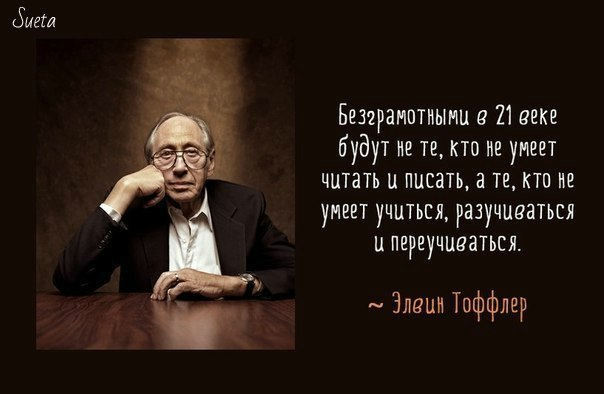 Sueta
Безграмотными в 21 веке
будут не те, кто не умеет
читать и писать, а те, кто не
умеет учиться, разучиваться
и переучиваться.
~ Элвин Тоффлер